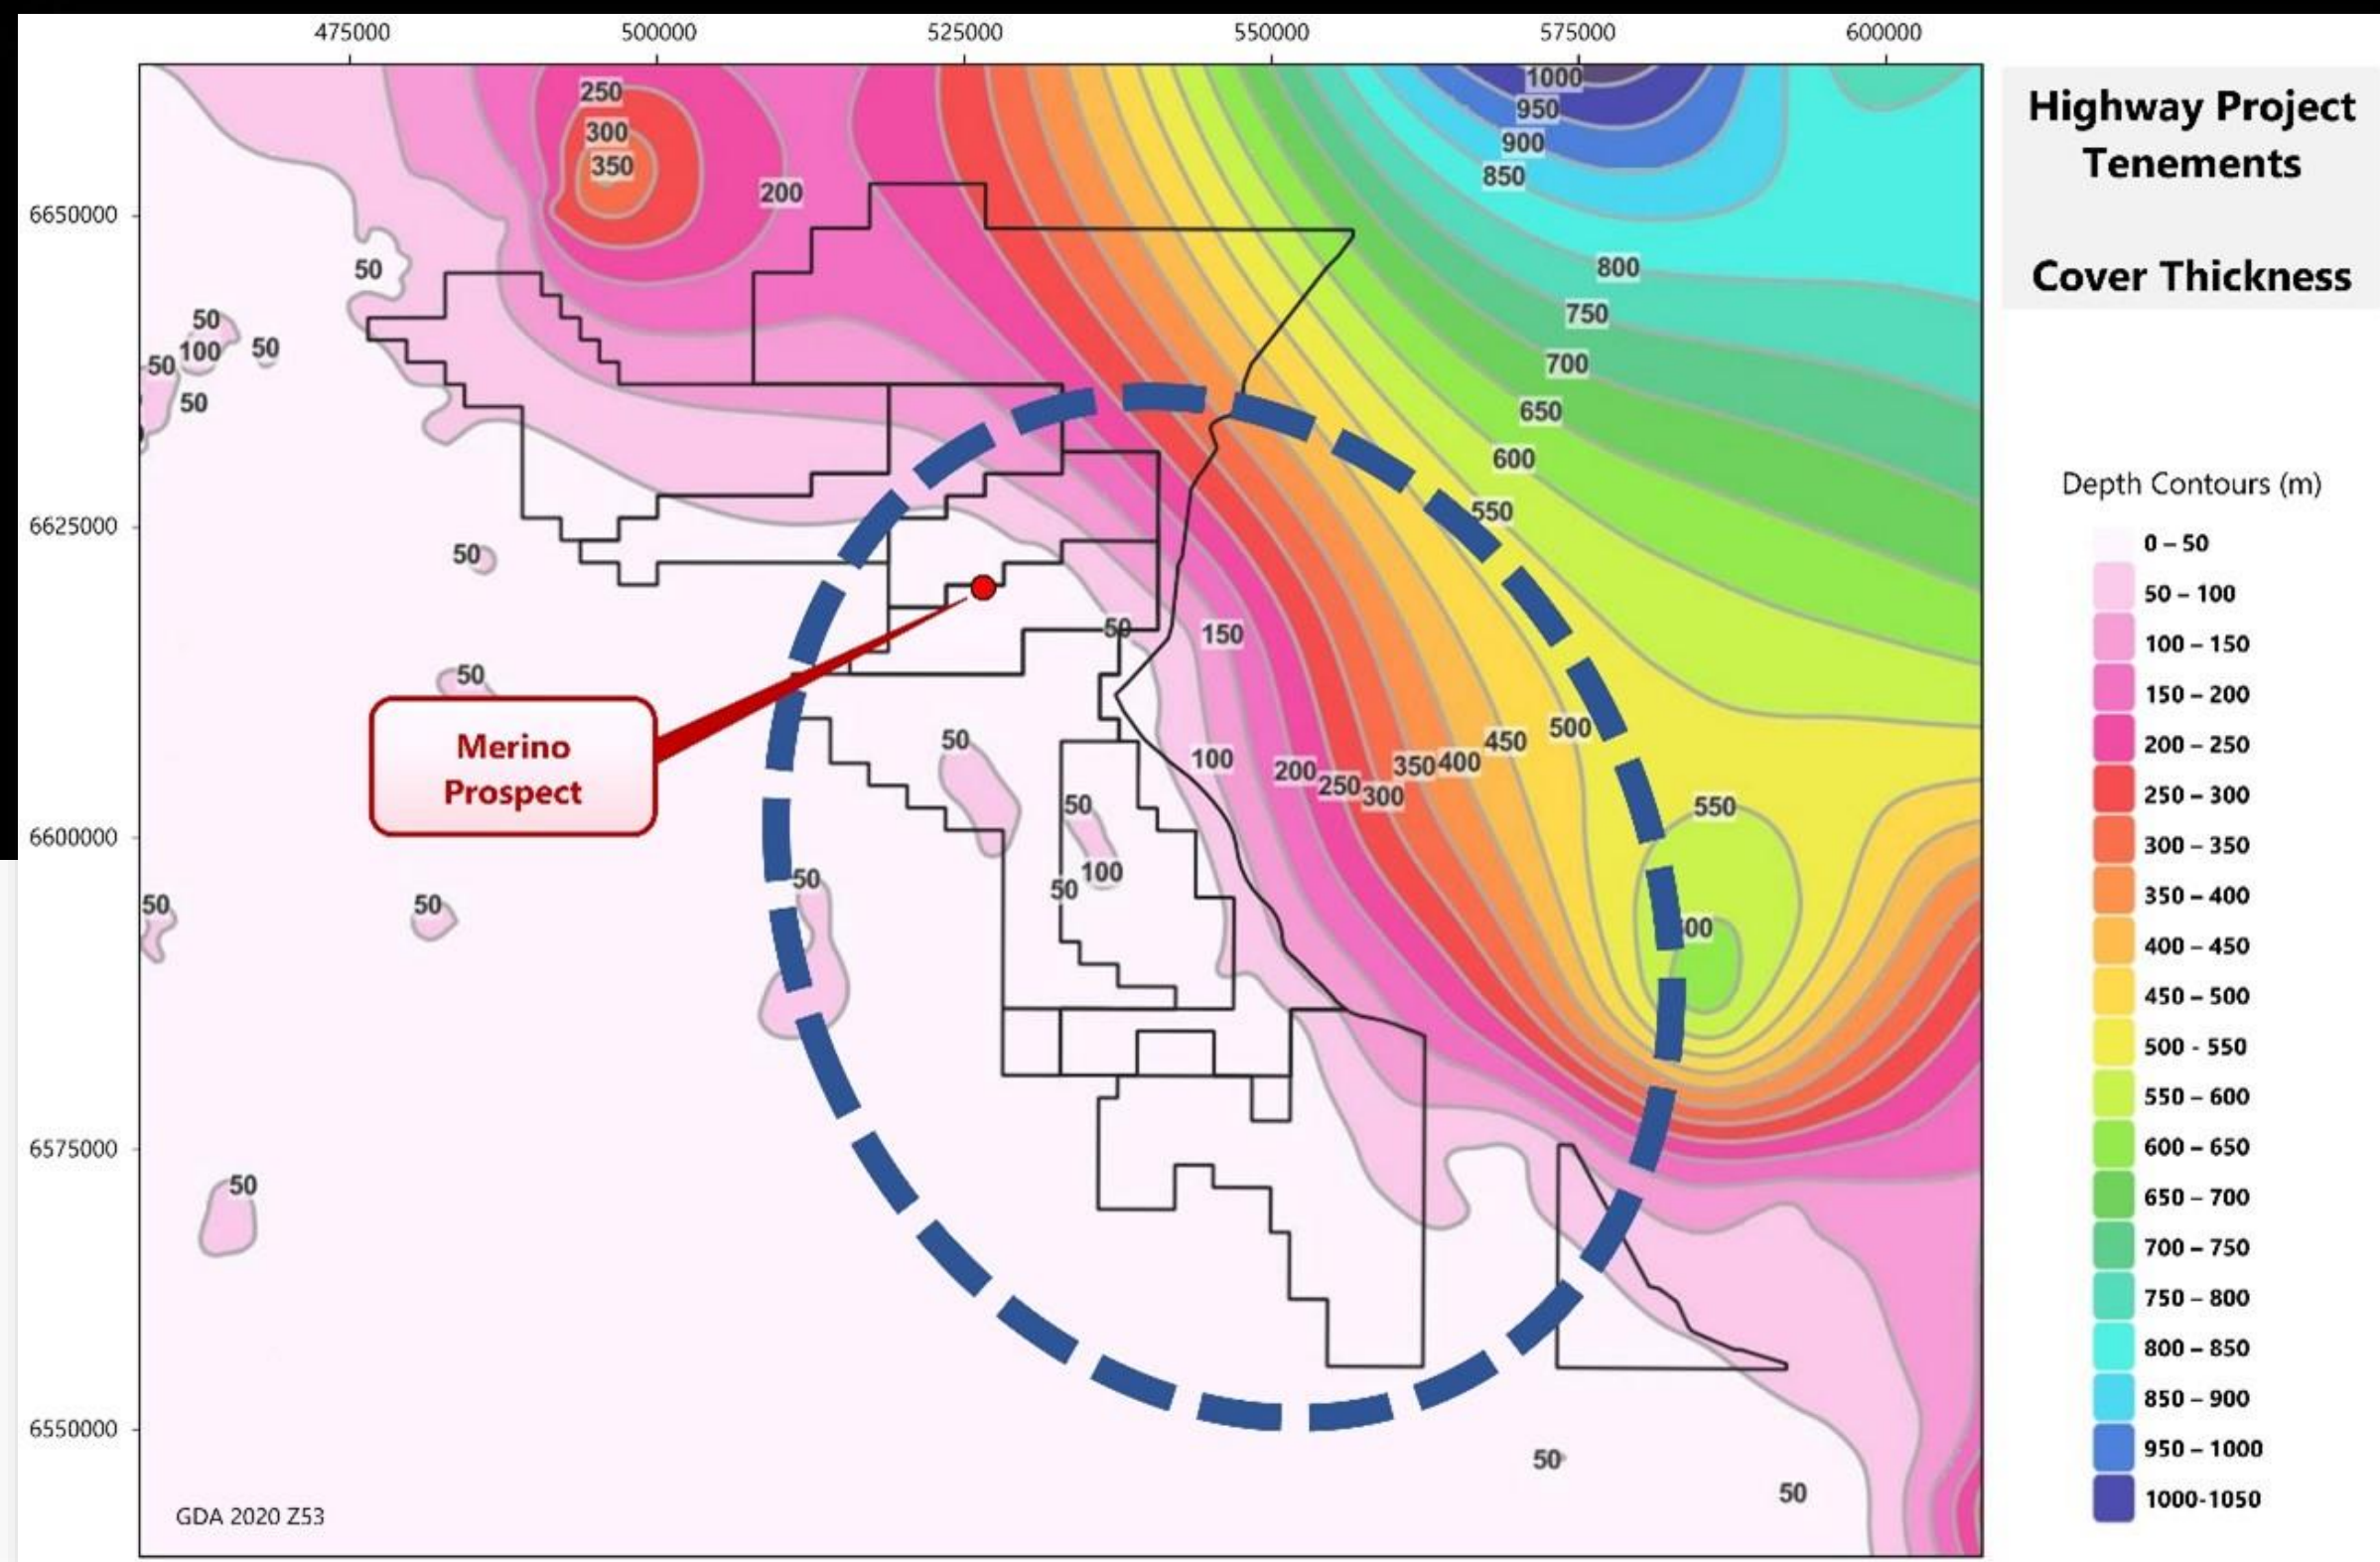 475000
500000
525000
550000
575000
600000
Highway Project
Tenements
Cover Thickness
6650000
6625000
6600000
6575000
6550000
250
300
350
200
1000
950
900
850
800
750
700
650
600
550
50
50
100
50
50
50
50
50
50
150
100
200
250
300
350
400
450
500
550
50
50
100
50
50
50
50
50
50
50
Merino
Prospect
GDA 2020 Z53
Depth Contours (m)
0 – 50
50 – 100
100 – 150
150 – 200
200 – 250
250 – 300
300 – 350
350 – 400
400 – 450
450 – 500
500 - 550
550 – 600
600 – 650
650 – 700
700 – 750
750 – 800
800 – 850
850 – 900
950 – 1000
1000-1050